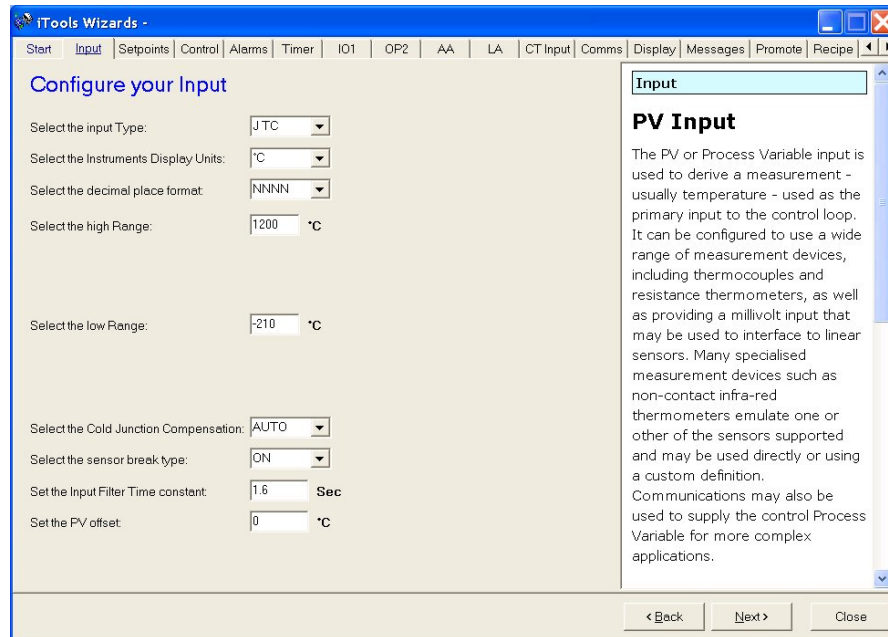 iTools Wizards -
Start Input Setpoints Control Alarms Timer IO1 OP2 AA LA CT Input Comms Display Messages Promote Recipe
Configure your Input
Select the input Type: J TC
Select the Instruments Display Units: °C
Select the decimal place format: NNNN
Select the high Range: 1200 °C
Select the low Range: -210 °C
Select the Cold Junction Compensation: AUTO
Select the sensor break type: ON
Set the Input Filter Time constant: 1.6 Sec
Set the PV offset: 0 °C
Input
PV Input
The PV or Process Variable input is
used to derive a measurement -
usually temperature - used as the
primary input to the control loop.
It can be configured to use a wide
range of measurement devices,
including thermocouples and
resistance thermometers, as well
as providing a millivolt input that
may be used to interface to linear
sensors. Many specialised
measurement devices such as
non-contact infra-red
thermometers emulate one or
other of the sensors supported
and may be used directly or using
a custom definition.
Communications may also be
used to supply the control Process
Variable for more complex
applications.
< Back Next > Close